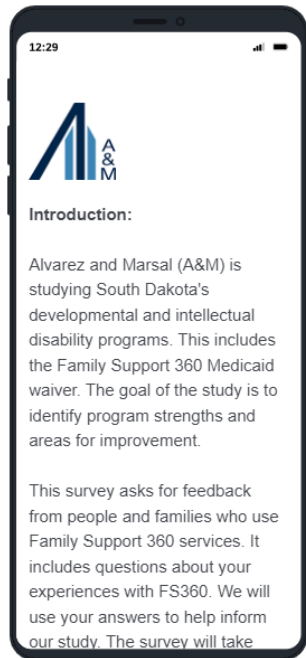 12:29
A
&
M
Introduction:
Alvarez and Marsal (A&M) is
studying South Dakota's
developmental and intellectual
disability programs. This includes
the Family Support 360 Medicaid
waiver. The goal of the study is to
identify program strengths and
areas for improvement.
This survey asks for feedback
from people and families who use
Family Support 360 services. It
includes questions about your
experiences with FS360. We will
use your answers to help inform
our study. The survey will take